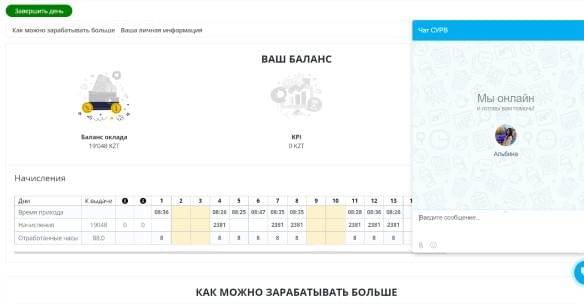 Завершить день
Как можно зарабатывать больше Ваша личная информация
Чат СУРВ
ВАШ БАЛАНС
Мы онлайн
и готовы вам помочь!
Альбина
Баланс оклада
19'048 KZT
KPI
0 KZT
Начисления
Дни К выдаче 1 2 3 4 5 6 7 8 9 10 11 12 13
Время прихода 08:36 08:26 08:25 08:47 08:35 08:35 08:28 08:36 08:26
Начисления 19048 0 0 2381 2381 2381 2381 2381 2381
Отработанные часы 88.0 8 8 8 8 8 8 8 8 8
Введите сообщение...
КАК МОЖНО ЗАРАБАТЫВАТЬ БОЛЬШЕ